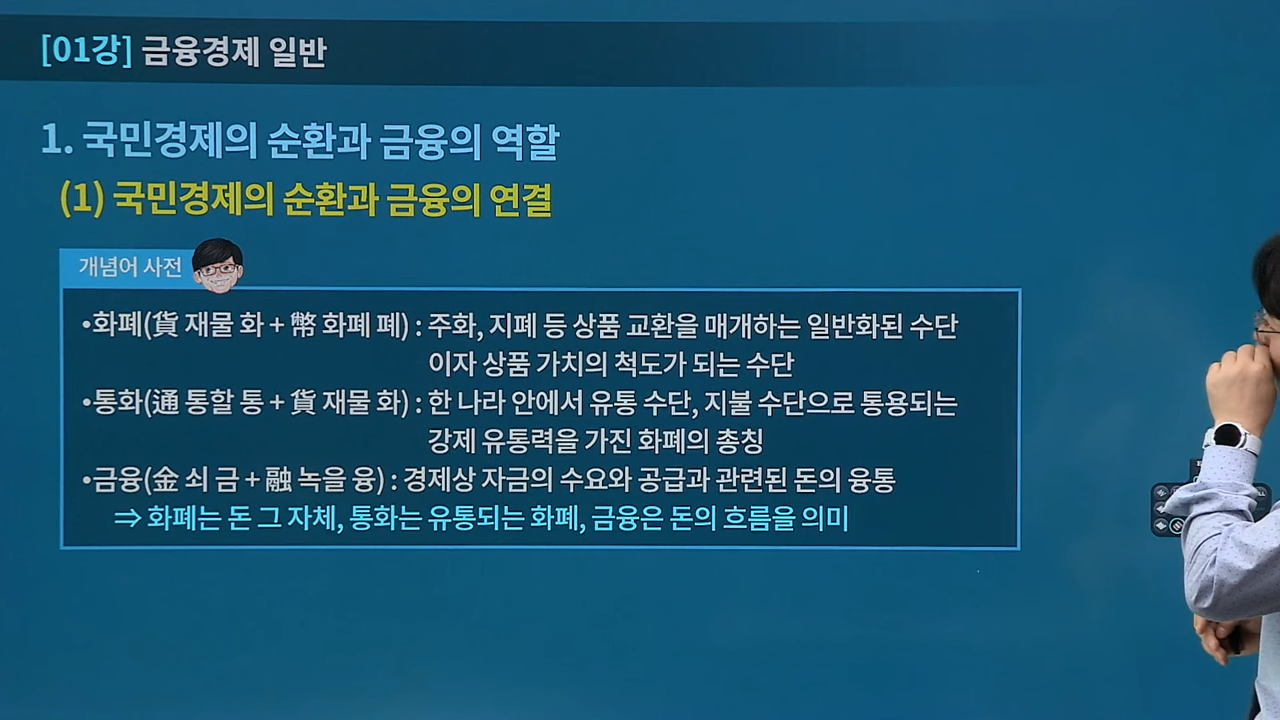 [01강] 금융경제 일반
1. 국민경제의 순환과 금융의 역할
(1) 국민경제의 순환과 금융의 연결
개념어 사전
•화폐(貨 재물 화 + 幣 화폐 폐) : 주화, 지폐 등 상품 교환을 매개하는 일반화된 수단
이자 상품 가치의 척도가 되는 수단
•통화(通 통할 통 + 貨 재물 화) : 한 나라 안에서 유통 수단, 지불 수단으로 통용되는
강제 유통력을 가진 화폐의 총칭
•금융(金 쇠 금 + 融 녹을 융) : 경제상 자금의 수요와 공급과 관련된 돈의 융통
⇒ 화폐는 돈 그 자체, 통화는 유통되는 화폐, 금융은 돈의 흐름을 의미